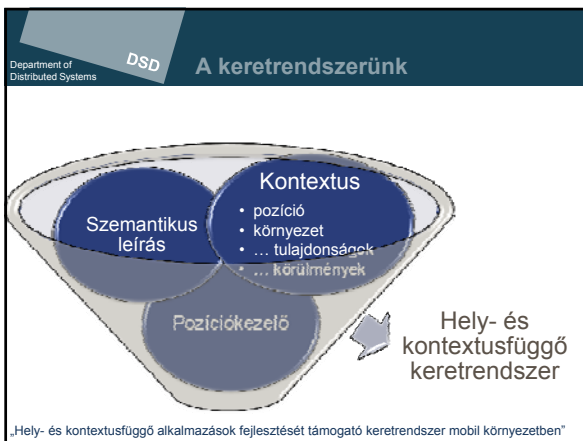 Department of
Distributed Systems
DSD
A keretrendszerünk
Szemantikus
leírás
Kontextus
• pozíció
• környezet
• ... tulajdonságok
• ... körülmények
Pozíciókezelő
Hely- és
kontextusfüggő
keretrendszer
„Hely- és kontextusfüggő alkalmazások fejlesztését támogató keretrendszer mobil környezetben”